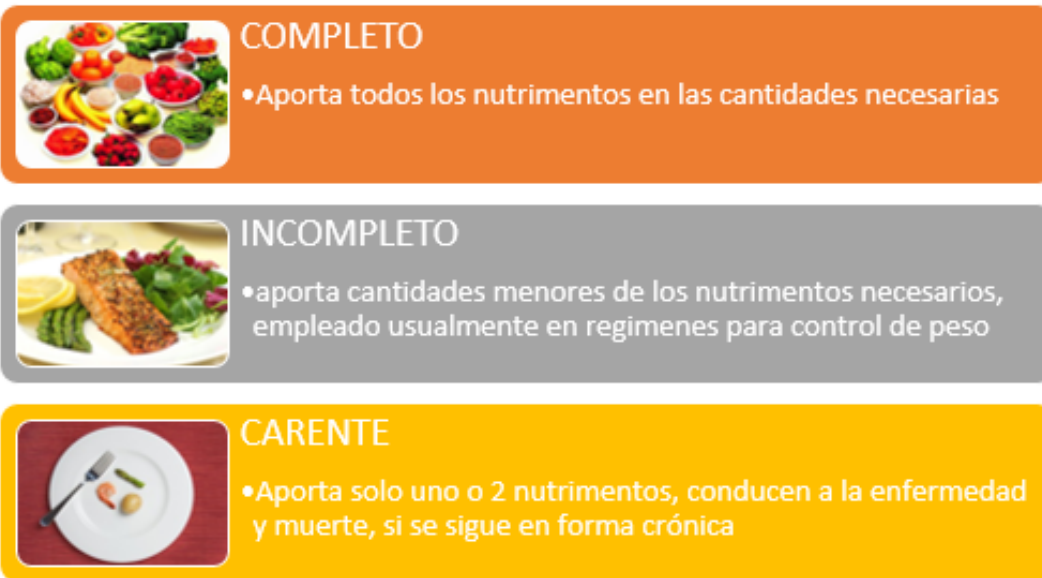 COMPLETO
•Aporta todos los nutrimentos en las cantidades necesarias
INCOMPLETO
•aporta cantidades menores de los nutrimentos necesarios,
empleado usualmente en regimenes para control de peso
CARENTE
•Aporta solo uno o 2 nutrimentos, conducen a la enfermedad
y muerte, si se sigue en forma crónica